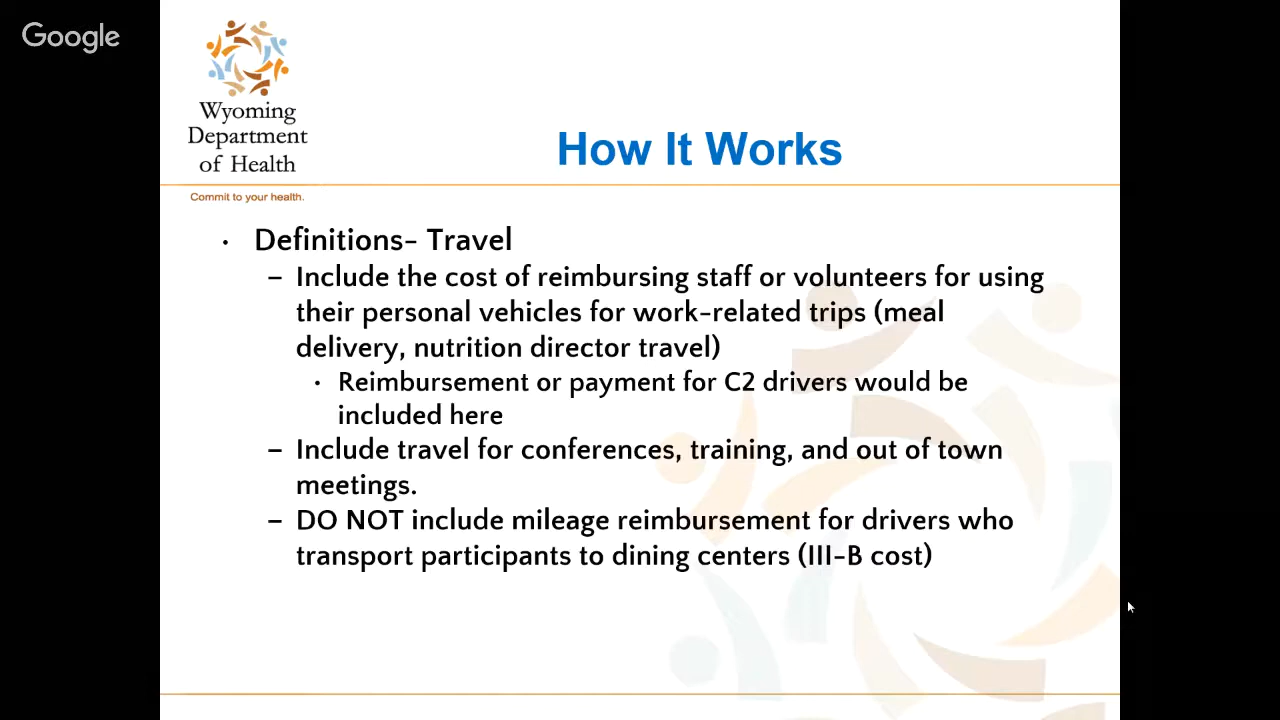 Google
Wyoming
Department
of Health
Commit to your health.
How It Works
• Definitions- Travel
– Include the cost of reimbursing staff or volunteers for using
their personal vehicles for work-related trips (meal
delivery, nutrition director travel)
• Reimbursement or payment for C2 drivers would be
included here
– Include travel for conferences, training, and out of town
meetings.
– DO NOT include mileage reimbursement for drivers who
transport participants to dining centers (III-B cost)